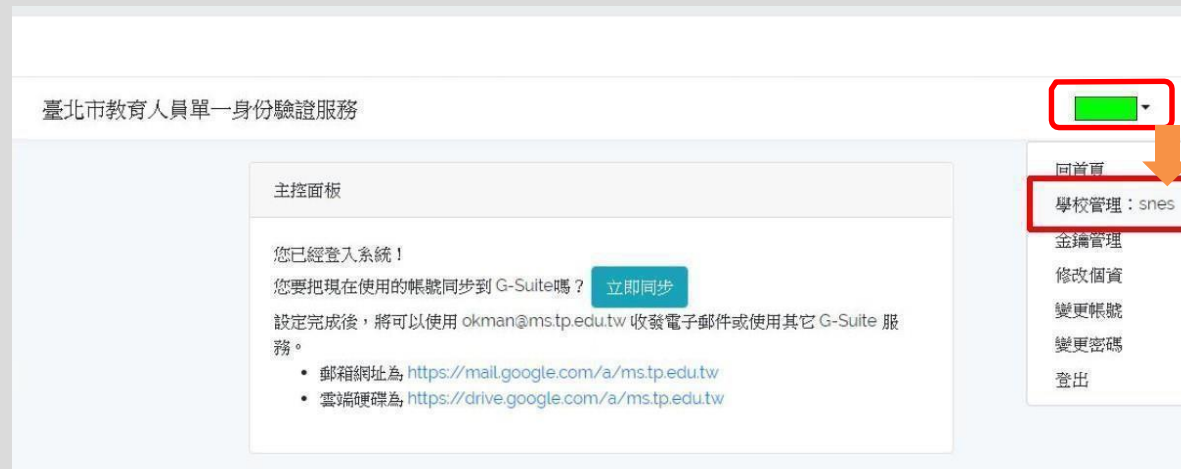 臺北市教育人員單一身份驗證服務
主控面板
您已經登入系統！
您要把現在使用的帳號同步到 G-Suite嗎？ 立即同步
設定完成後，將可以使用 okman@ms.tp.edu.tw 收發電子郵件或使用其它 G-Suite 服
務。
• 郵箱網址為 https://mail.google.com/a/ms.tp.edu.tw
• 雲端硬碟為 https://drive.google.com/a/ms.tp.edu.tw
回首頁
學校管理：snes
金鑰管理
修改個資
變更帳號
變更密碼
登出